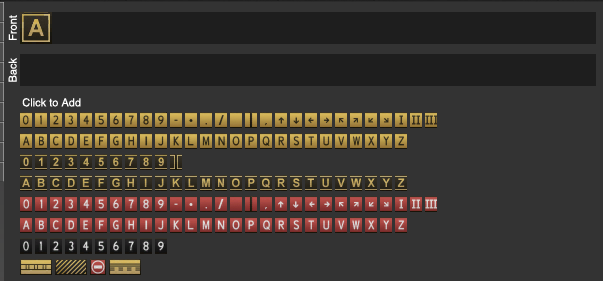 Front
A
Back
Click to Add
0 1 2 3 4 5 6 7 8 9 - • . / | , ↑ ↓ ← → ↖ ↗ ↙ ↘ I II III
A B C D E F G H I J K L M N O P Q R S T U V W X Y Z
0 1 2 3 4 5 6 7 8 9
A B C D E F G H I J K L M N O P Q R S T U V W X Y Z
0 1 2 3 4 5 6 7 8 9 - • . / | , ↑ ↓ ← → ↖ ↗ ↙ ↘ I II III
A B C D E F G H I J K L M N O P Q R S T U V W X Y Z
0 1 2 3 4 5 6 7 8 9